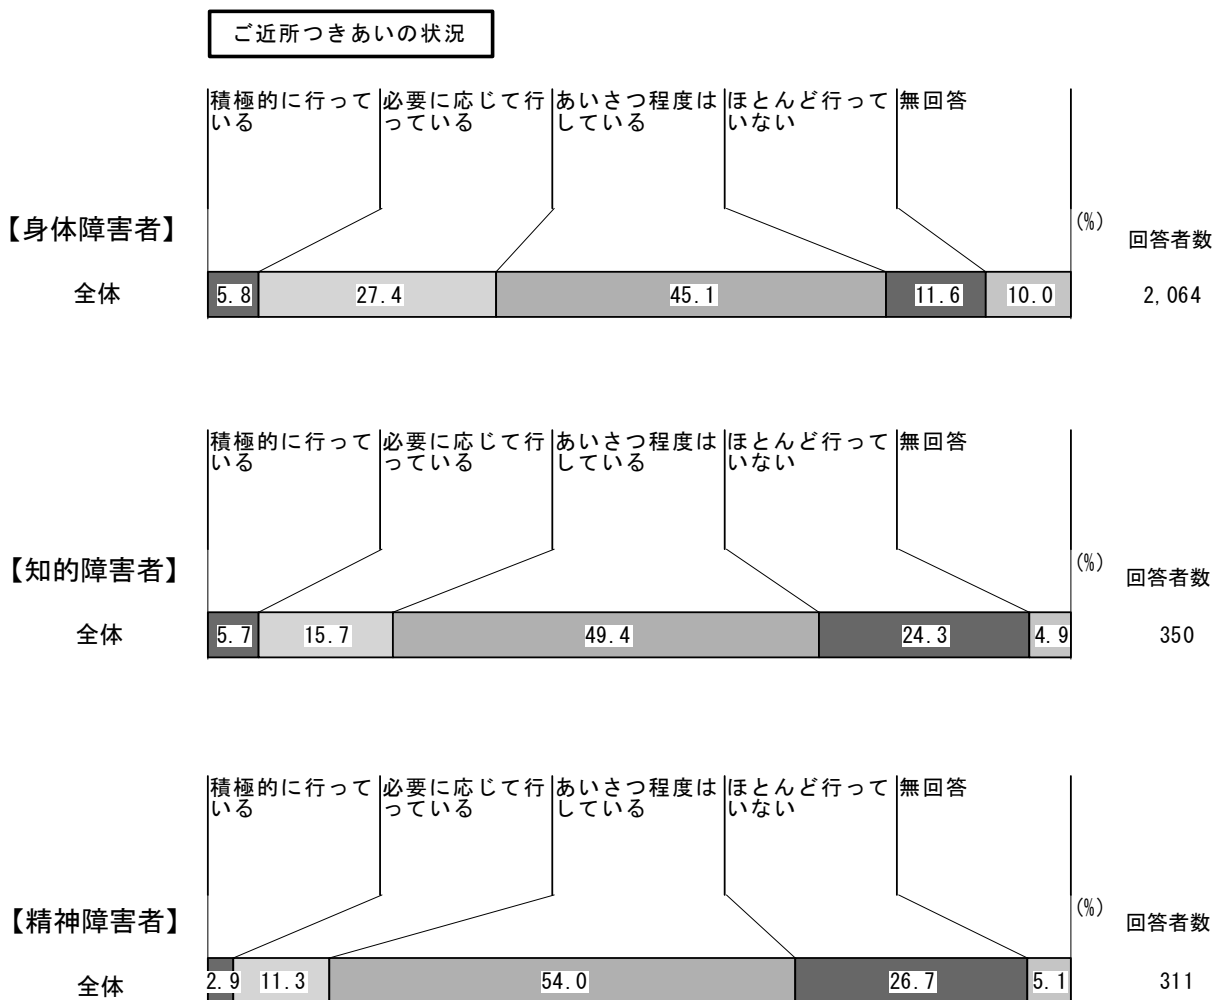 ご近所つきあいの状況
積極的に行って
いる
必要に応じて行
っている
あいさつ程度は
している
ほとんど行って
いない
無回答
【身体障害者】
(%)
回答者数
全体
5.8
27.4
45.1
11.6
10.0
2,064
積極的に行って
いる
必要に応じて行
っている
あいさつ程度は
している
ほとんど行って
いない
無回答
【知的障害者】
(%)
回答者数
全体
5.7
15.7
49.4
24.3
4.9
350
積極的に行って
いる
必要に応じて行
っている
あいさつ程度は
している
ほとんど行って
いない
無回答
【精神障害者】
(%)
回答者数
全体
2.9
11.3
54.0
26.7
5.1
311